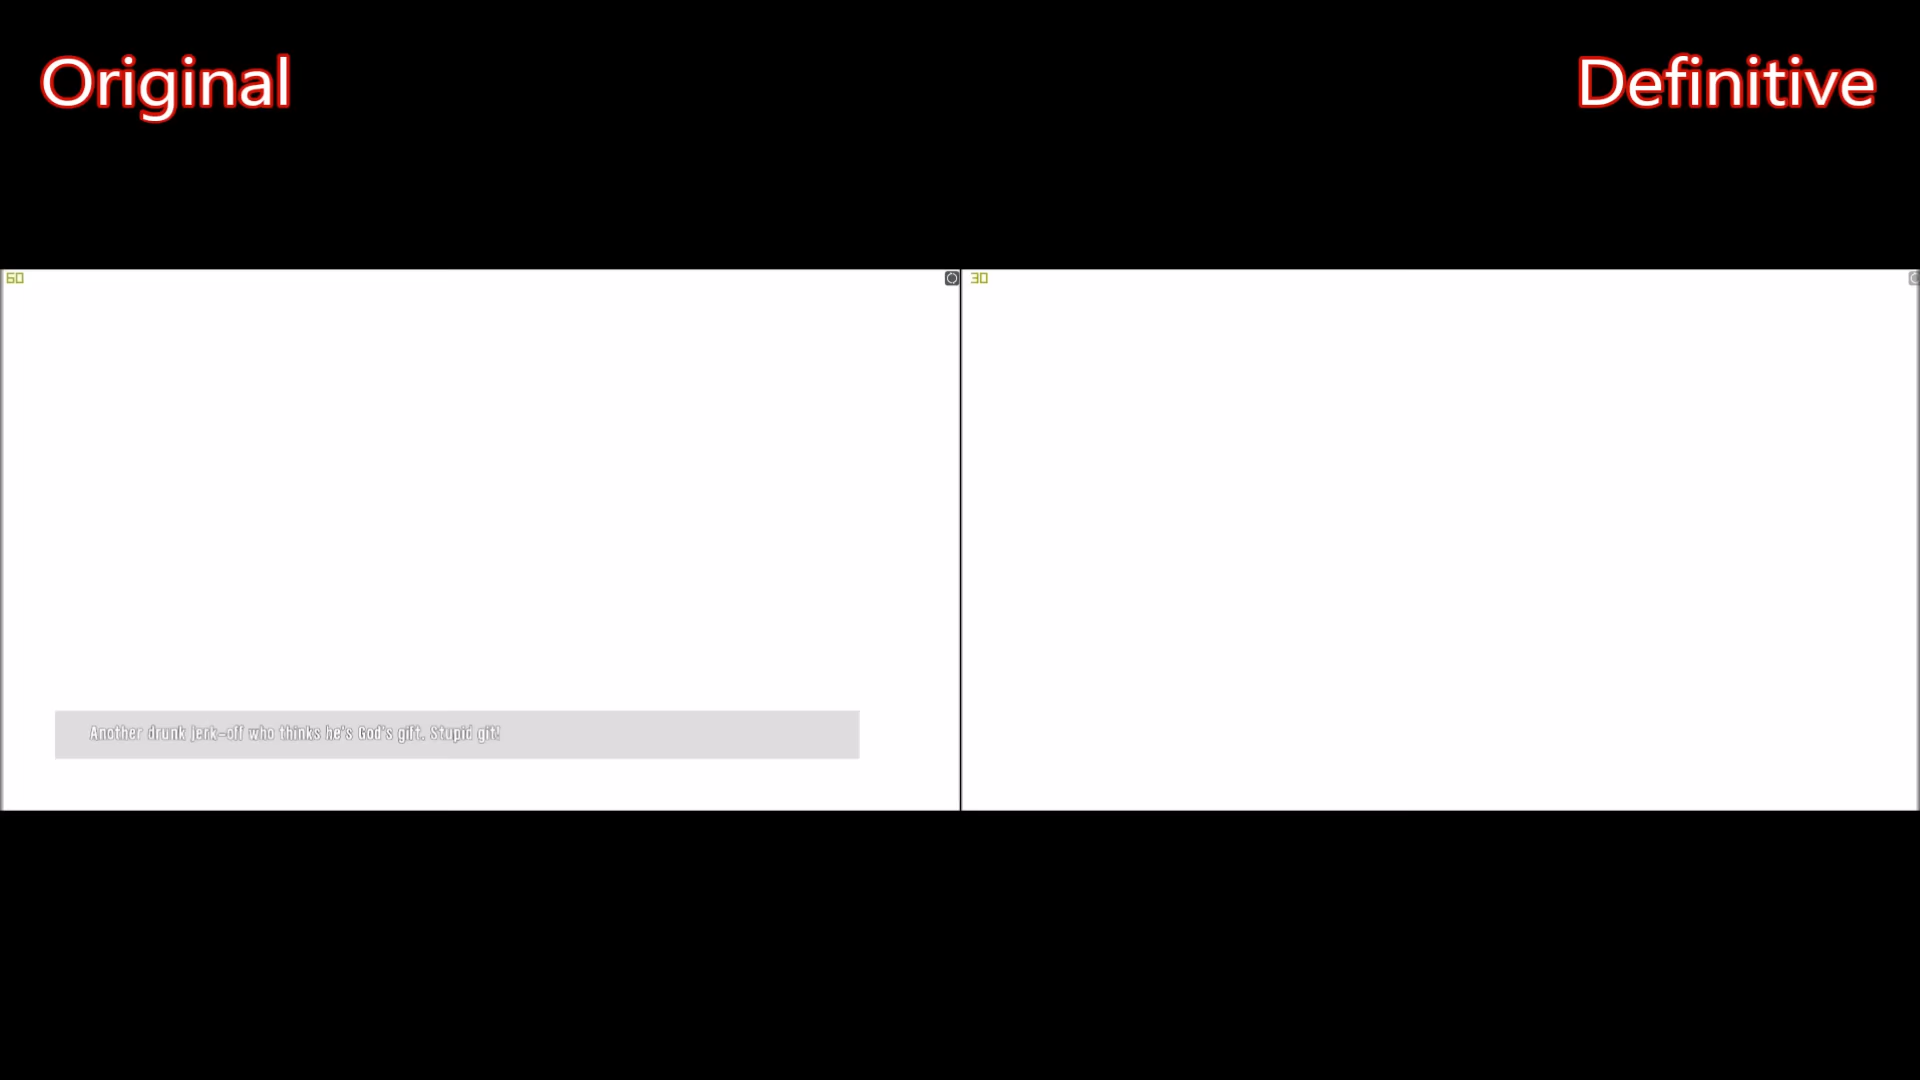 Original
Definitive
60
30
Another drunk jerk-off who thinks he's God's gift. Stupid git!